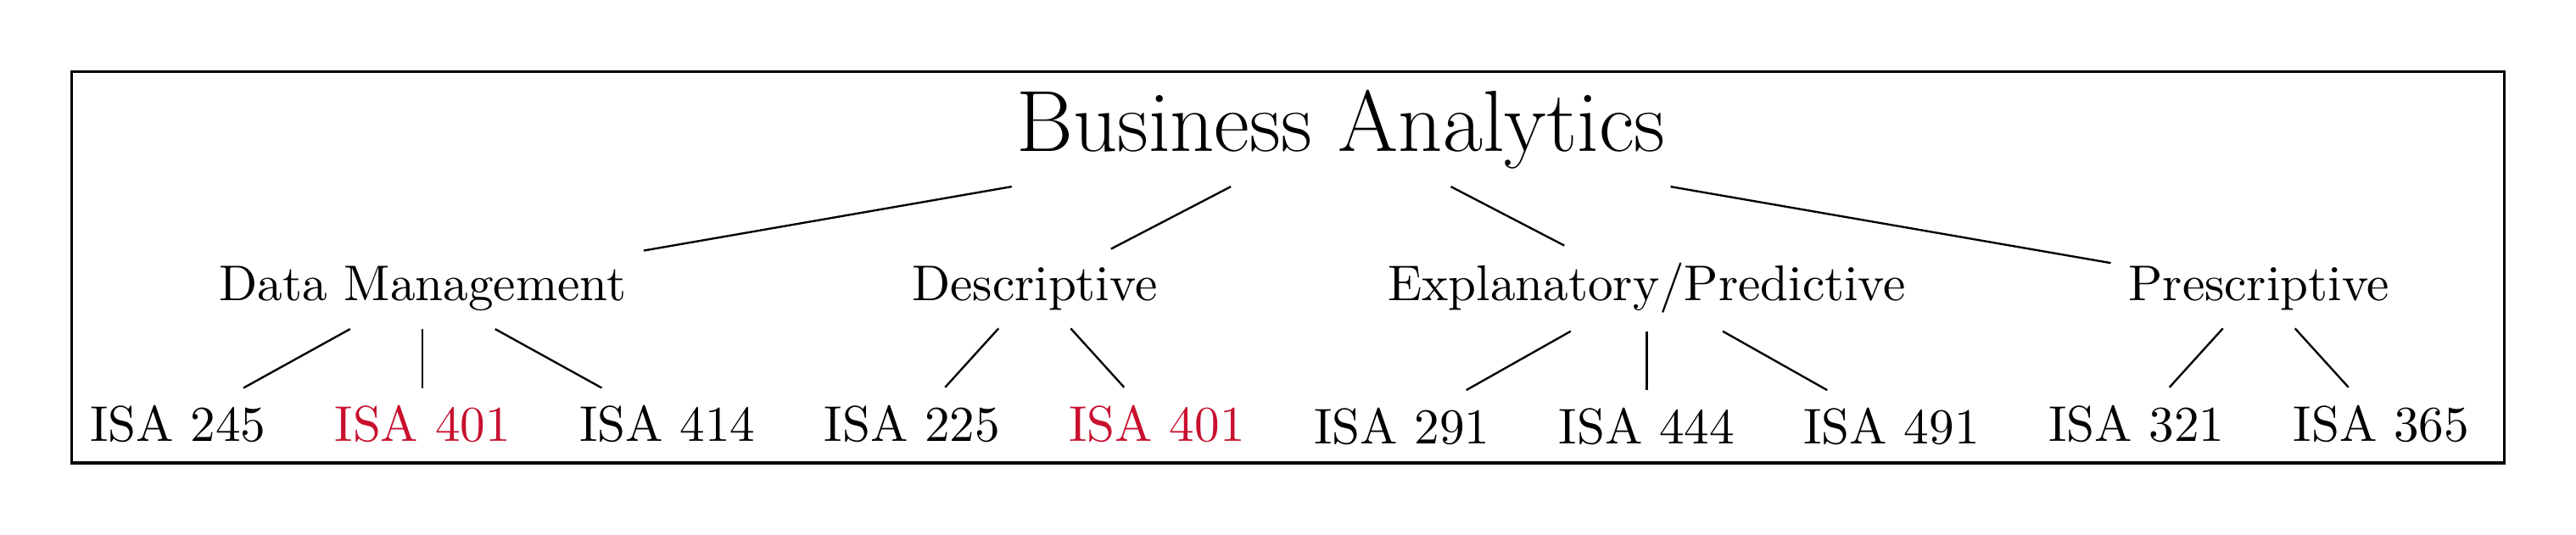 Business Analytics
Data Management Descriptive Explanatory/Predictive Prescriptive
ISA 245 ISA 401 ISA 414 ISA 225 ISA 401 ISA 291 ISA 444 ISA 491 ISA 321 ISA 365